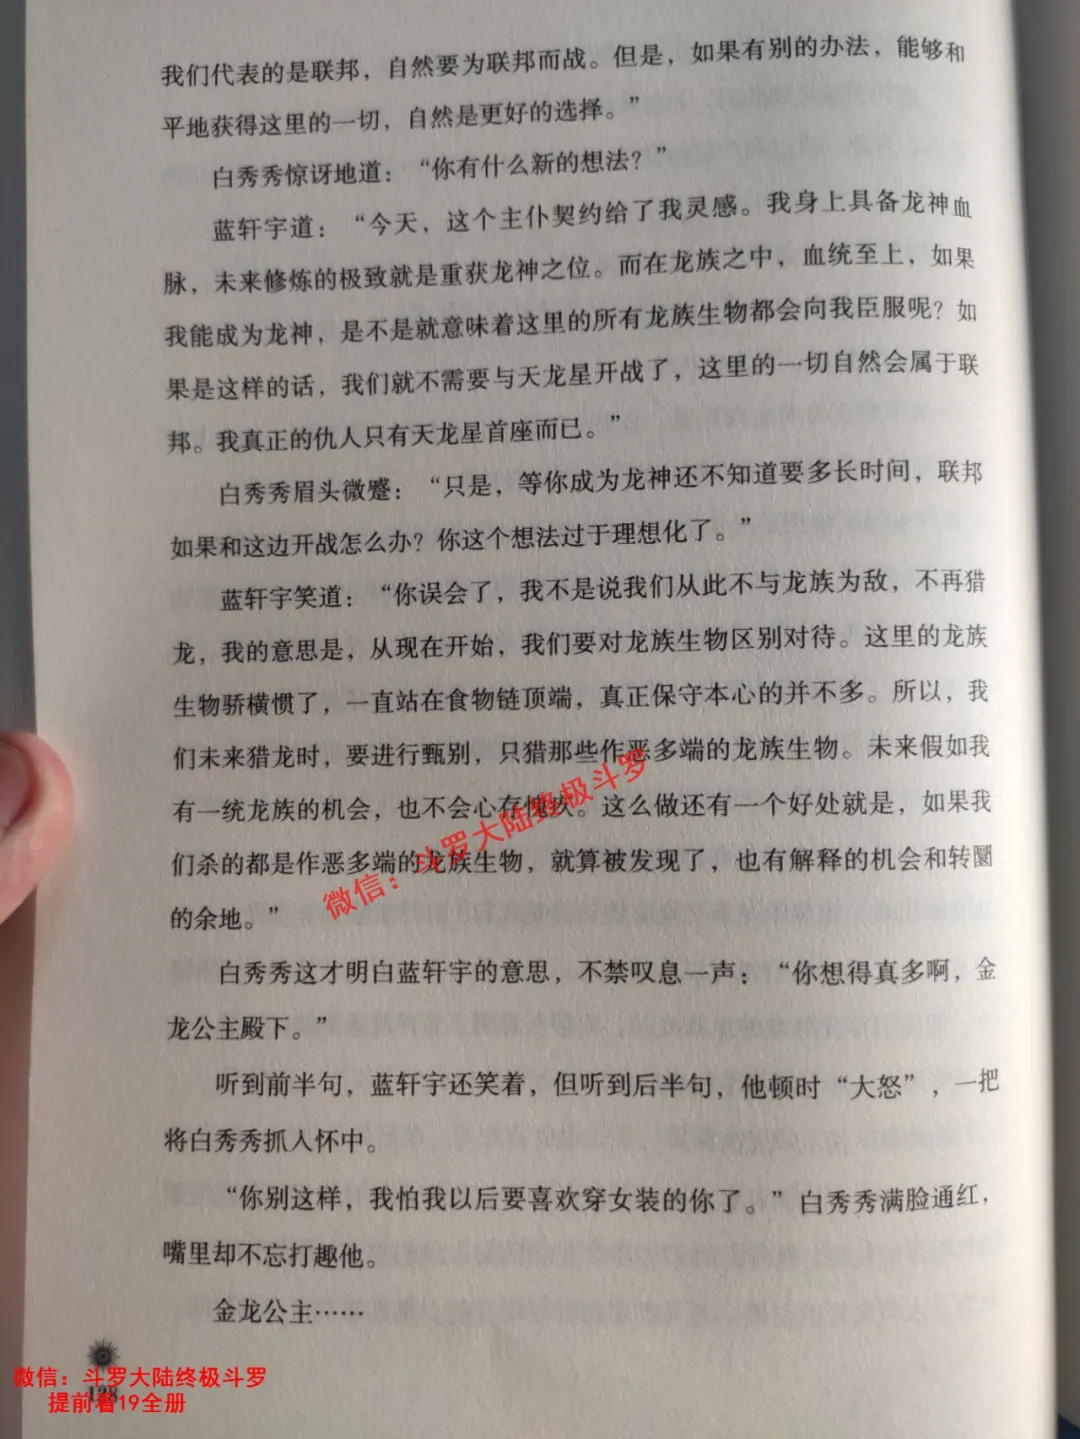 我们代表的是联邦，自然要为联邦而战。但是，如果有别的办法，能够和
平地获得这里的一切，自然是更好的选择。”
白秀秀惊讶地道：“你有什么新的想法？”
蓝轩宇道：“今天，这个主仆契约给了我灵感。我身上具备龙神血
脉，未来修炼的极致就是重获龙神之位。而在龙族之中，血统至上，如果
我能成为龙神，是不是就意味着这里的所有龙族生物都会向我臣服呢？如
果是这样的话，我们就不需要与天龙星开战了，这里的一切自然会属于联
邦。我真正的仇人只有天龙星首座而已。”
白秀秀眉头微蹙：“只是，等你成为龙神还不知道要多长时间，联邦
如果和这边开战怎么办？你这个想法过于理想化了。”
蓝轩宇笑道：“你误会了，我不是说我们从此不与龙族为敌，不再猎
龙，我的意思是，从现在开始，我们要对龙族生物区别对待。这里的龙族
生物骄横惯了，一直站在食物链顶端，真正保守本心的并不多。所以，我
们未来猎龙时，要进行甄别，只猎那些作恶多端的龙族生物。未来假如我
有一统龙族的机会，也不会心存愧疚。这么做还有一个好处就是，如果我
们杀的都是作恶多端的龙族生物，就算被发现了，也有解释的机会和转圜
的余地。”
微信：斗罗大陆终极斗罗
白秀秀这才明白蓝轩宇的意思，不禁叹息一声：“你想得真多啊，金
龙公主殿下。”
听到前半句，蓝轩宇还笑着，但听到后半句，他顿时“大怒”，一把
将白秀秀抓入怀中。
“你别这样，我怕我以后要喜欢穿女装的你了。”白秀秀满脸通红，
嘴里却不忘打趣他。
金龙公主……
微信：斗罗大陆终极斗罗
128
提前看19全册